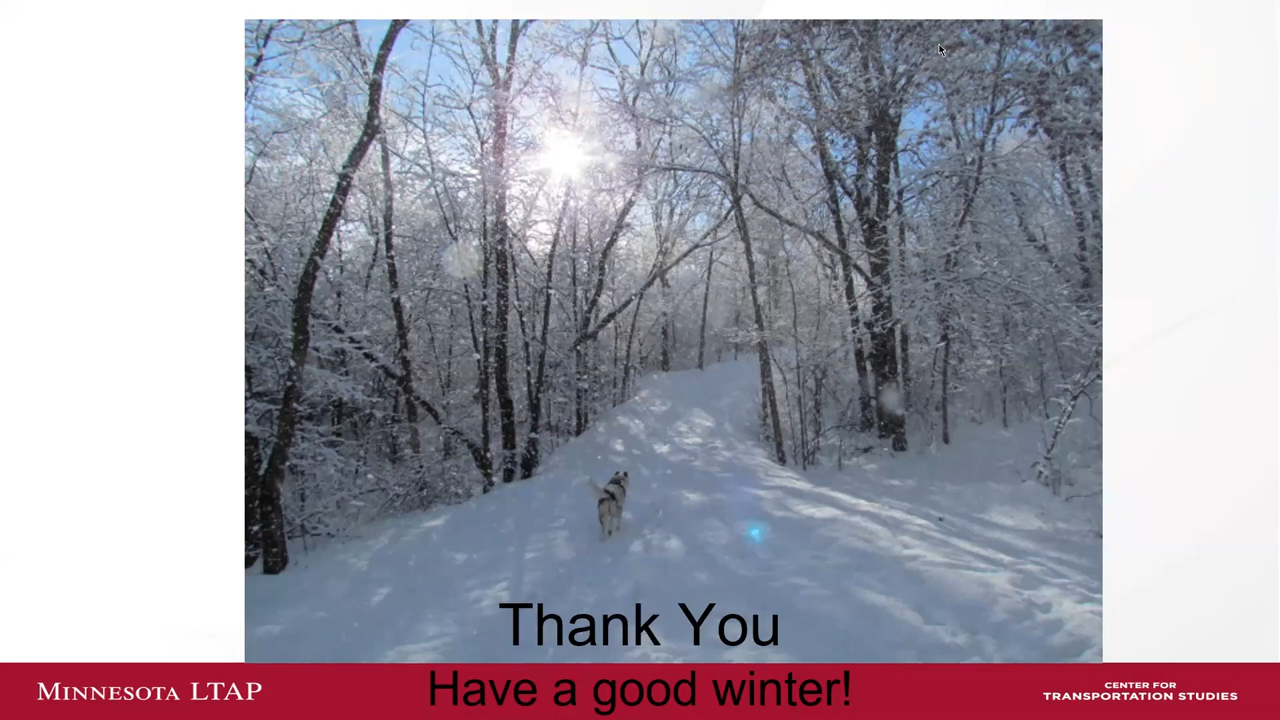 Thank You
Have a good winter!
MINNESOTA LTAP
CENTER FOR
TRANSPORTATION STUDIES